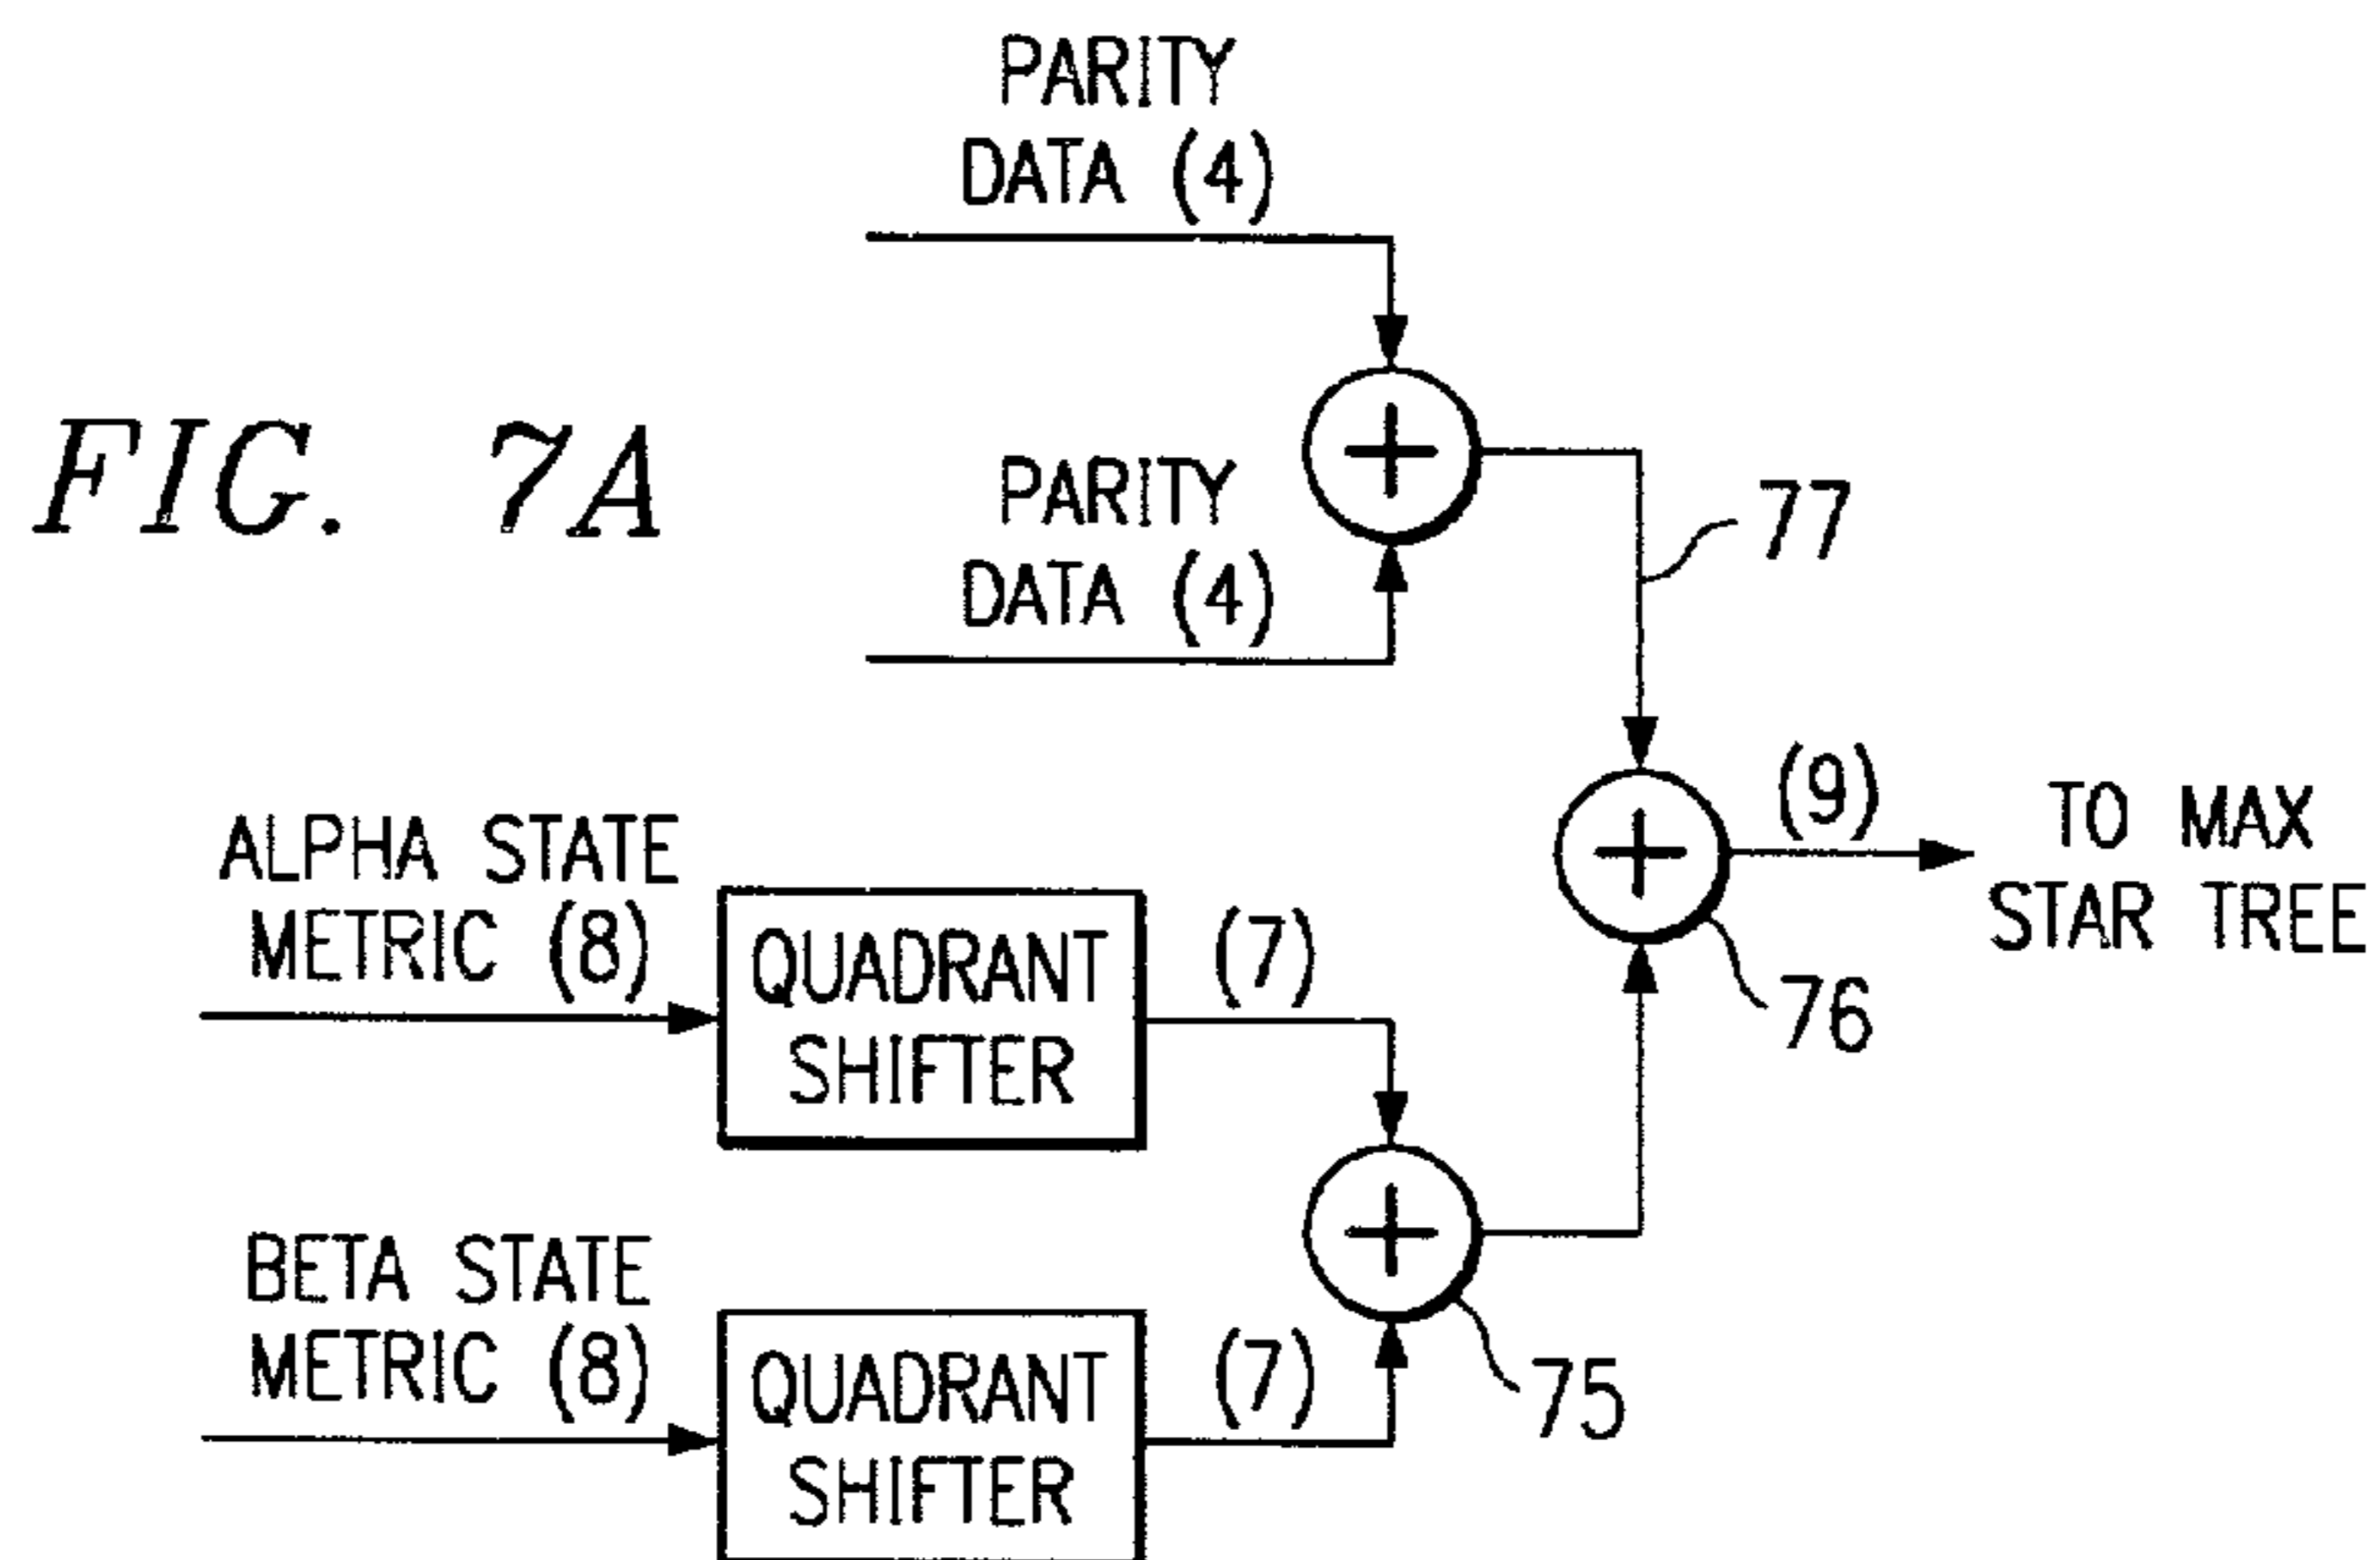 PARITY
DATA (4)
FIG. 7A
PARITY
DATA (4)
77
(9)
TO MAX
STAR TREE
76
ALPHA STATE
METRIC (8)
QUADRANT
SHIFTER
(7)
BETA STATE
METRIC (8)
QUADRANT
SHIFTER
(7)
75